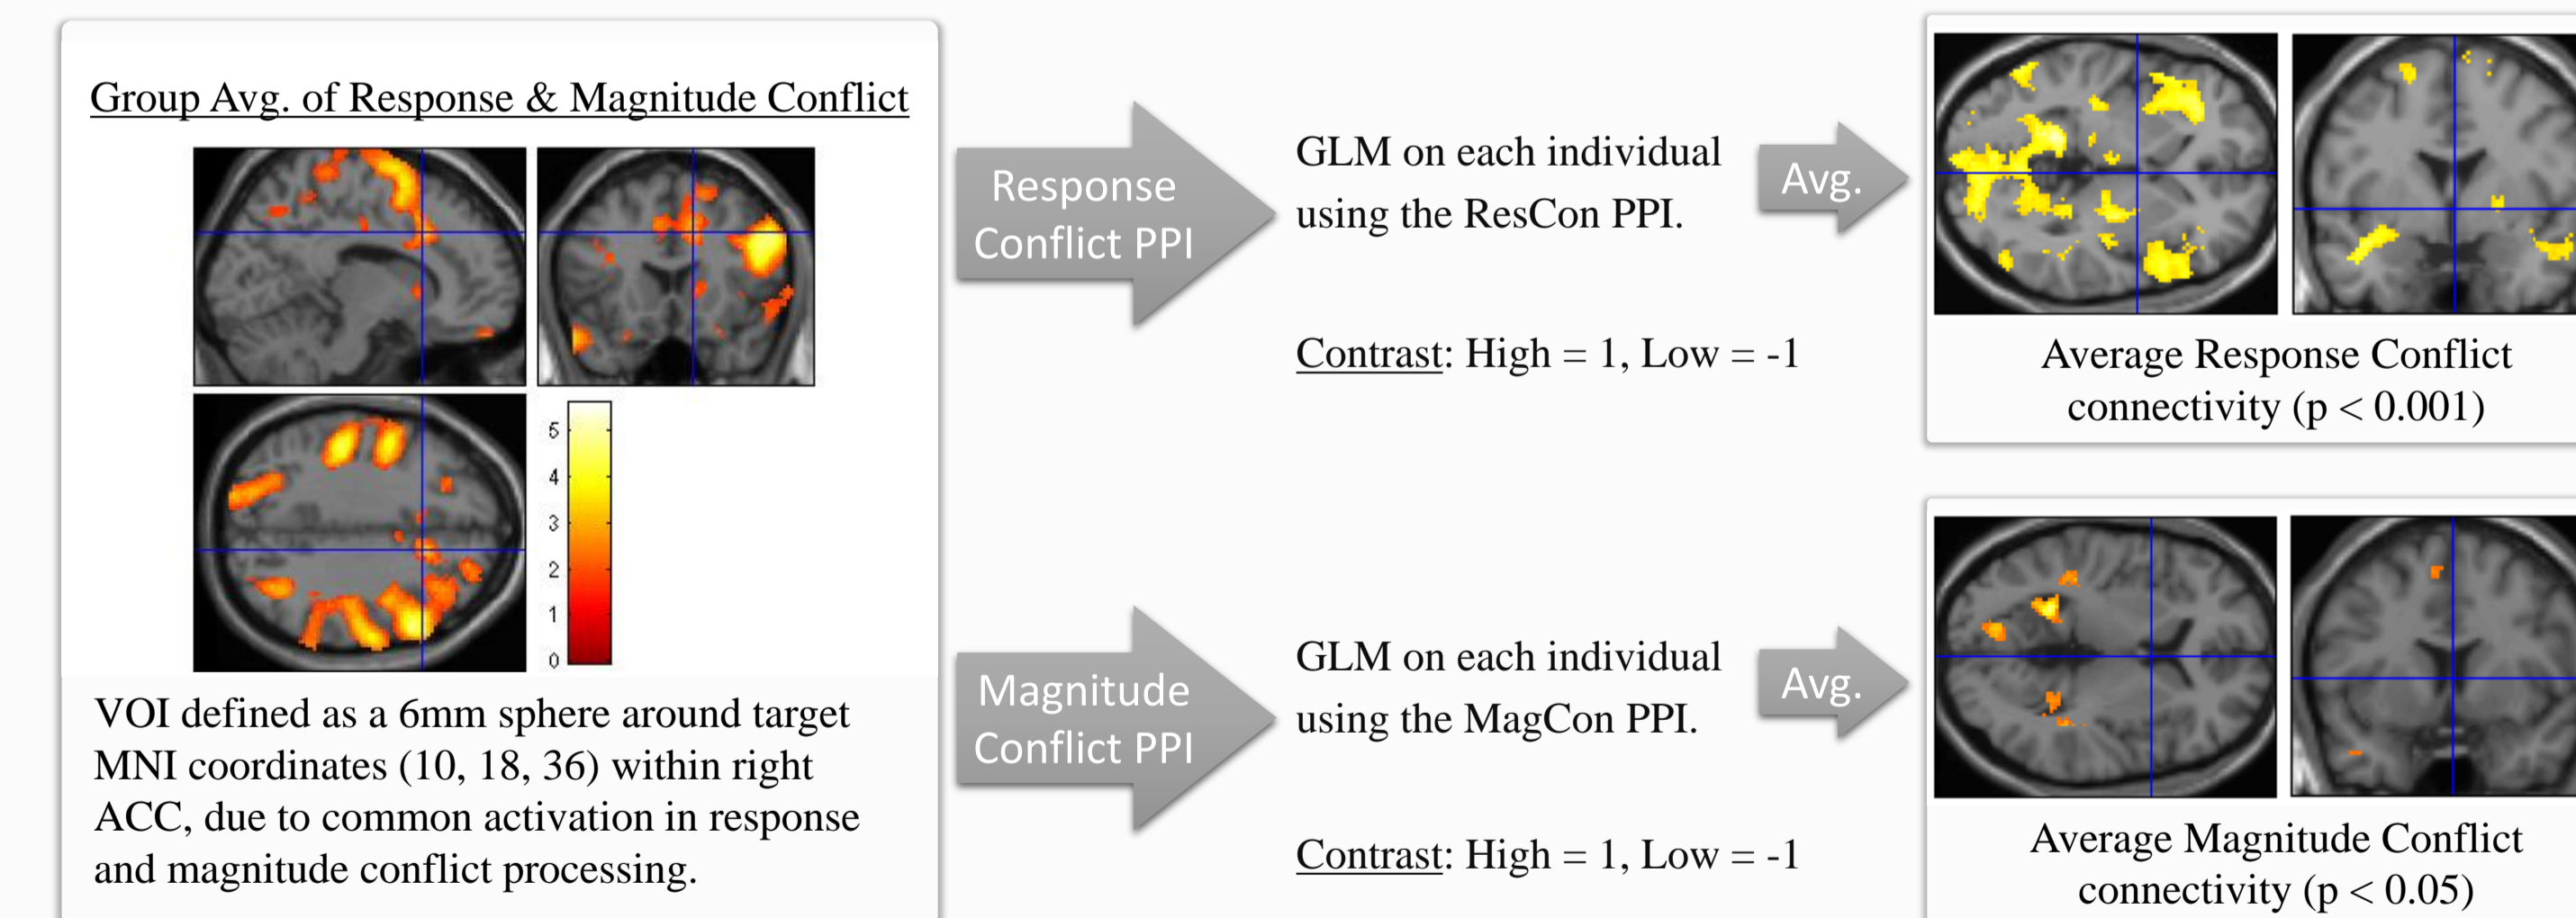 Group Avg. of Response & Magnitude Conflict
5
4
3
2
1
0
VOI defined as a 6mm sphere around target
MNI coordinates (10, 18, 36) within right
ACC, due to common activation in response
and magnitude conflict processing.
Response
Conflict PPI
GLM on each individual
using the ResCon PPI.
Contrast: High = 1, Low = -1
Avg.
Average Response Conflict
connectivity (p < 0.001)
Magnitude
Conflict PPI
GLM on each individual
using the MagCon PPI.
Contrast: High = 1, Low = -1
Avg.
Average Magnitude Conflict
connectivity (p < 0.05)